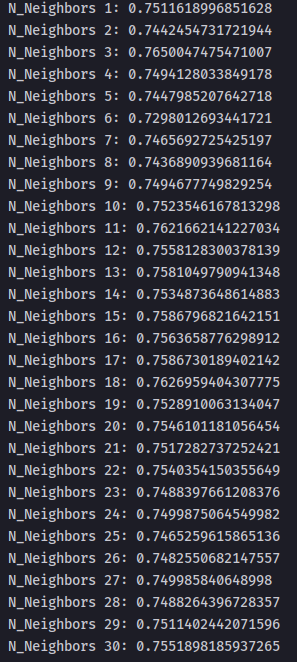 N_Neighbors 1: 0.7511618996851628
N_Neighbors 2: 0.7442454731721944
N_Neighbors 3: 0.7650047475471007
N_Neighbors 4: 0.7494128033849178
N_Neighbors 5: 0.7447985207642718
N_Neighbors 6: 0.7298012693441721
N_Neighbors 7: 0.7465692725425197
N_Neighbors 8: 0.7436890939681164
N_Neighbors 9: 0.7494677749829254
N_Neighbors 10: 0.7523546167813298
N_Neighbors 11: 0.7621662141227034
N_Neighbors 12: 0.7558128300378139
N_Neighbors 13: 0.7581049790941348
N_Neighbors 14: 0.7534873648614883
N_Neighbors 15: 0.7586796821642151
N_Neighbors 16: 0.7563658776298912
N_Neighbors 17: 0.7586730189402142
N_Neighbors 18: 0.7626959404307775
N_Neighbors 19: 0.7528910063134047
N_Neighbors 20: 0.7546101181056454
N_Neighbors 21: 0.7517282737252421
N_Neighbors 22: 0.7540354150355649
N_Neighbors 23: 0.7488397661208376
N_Neighbors 24: 0.7499875064549982
N_Neighbors 25: 0.7465259615865136
N_Neighbors 26: 0.7482550682147557
N_Neighbors 27: 0.749985840648998
N_Neighbors 28: 0.7488264396728357
N_Neighbors 29: 0.7511402442071596
N_Neighbors 30: 0.7551898185937265